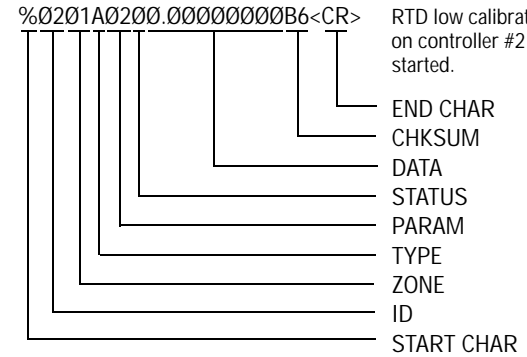 %Ø2Ø1AØ2ØØ.ØØØØØØØØB6<CR>
RTD low calibrat
on controller #2
started.
END CHAR
CHKSUM
DATA
STATUS
PARAM
TYPE
ZONE
ID
START CHAR